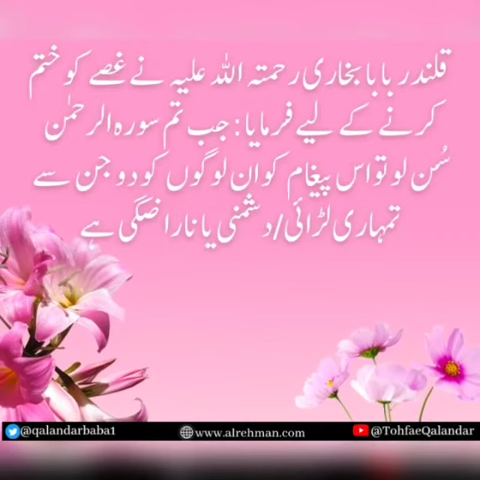 قلندر بابا بخاری رحمتہ اللہ علیہ نے غصے کو ختم
کرنے کے لیے فرمایا : جب تم سورہ الرحمٰن
سُن لو تو اس پیغام کو ان لوگوں کو دو جن سے
تمہاری لڑائی/دشمنی یا ناراضگی ہے
@qalandarbaba1
www.alrehman.com
@TohfaeQalandar